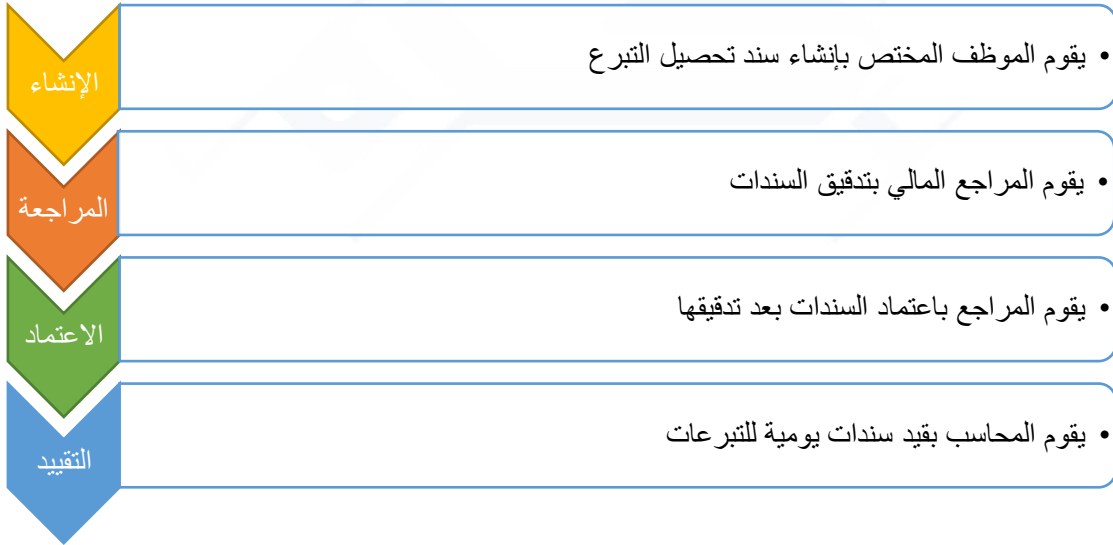 الإنشاء
• يقوم الموظف المختص بإنشاء سند تحصيل التبرع
المراجعة
• يقوم المراجع المالي بتدقيق السندات
الاعتماد
• يقوم المراجع باعتماد السندات بعد تدقيقها
التقييد
• يقوم المحاسب بقيد سندات يومية للتبرعات